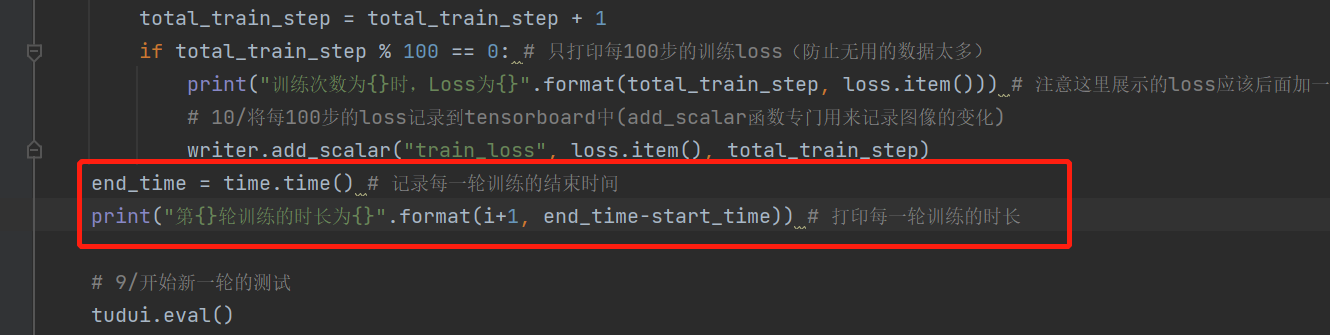 total_train_step = total_train_step + 1
if total_train_step % 100 == 0: # 只打印每100步的训练loss（防止无用的数据太多）
print("训练次数为{}时，Loss为{}".format(total_train_step, loss.item())) # 注意这里展示的loss应该后面加一
# 10/将每100步的loss记录到tensorboard中(add_scalar函数专门用来记录图像的变化)
writer.add_scalar("train_loss", loss.item(), total_train_step)
end_time = time.time() # 记录每一轮训练的结束时间
print("第{}轮训练的时长为{}".format(i+1, end_time-start_time)) # 打印每一轮训练的时长
# 9/开始新一轮的测试
tudui.eval()